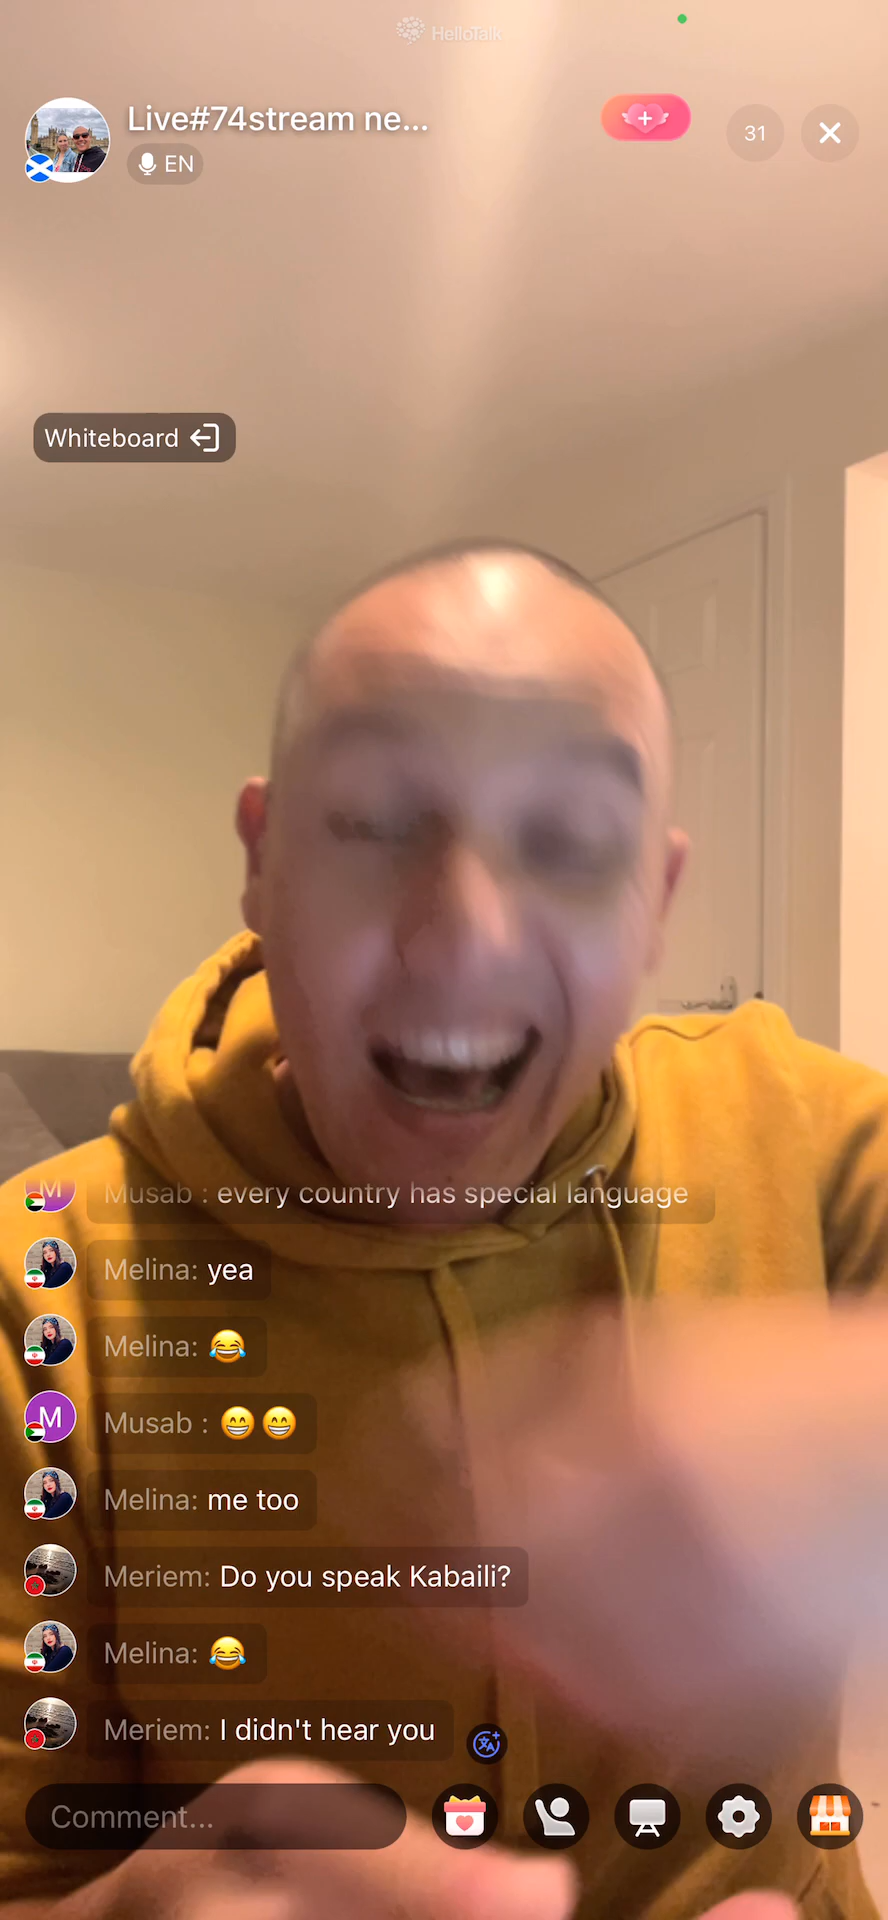 HelloTalk
Live#74stream ne...
EN
31
Whiteboard
Musab : every country has special language
Melina: yea
Melina: 😂
M
Musab : 😁😁
Melina: me too
Meriem: Do you speak Kabaili?
Melina: 😂
Meriem: I didn't hear you
Comment...